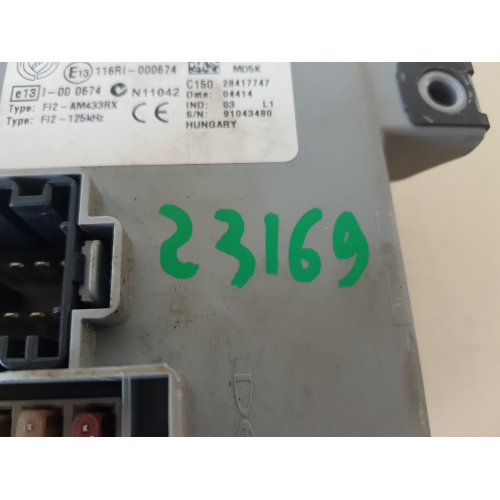 E13 116RI-000674 MDSK
e13 I-00 0674 N11042 C150 28417747
Date: 04414
Type: FI2-AM433RX IND: 03 L1
Type: FI2-125kHz CE S/N: 91043480
HUNGARY
23169